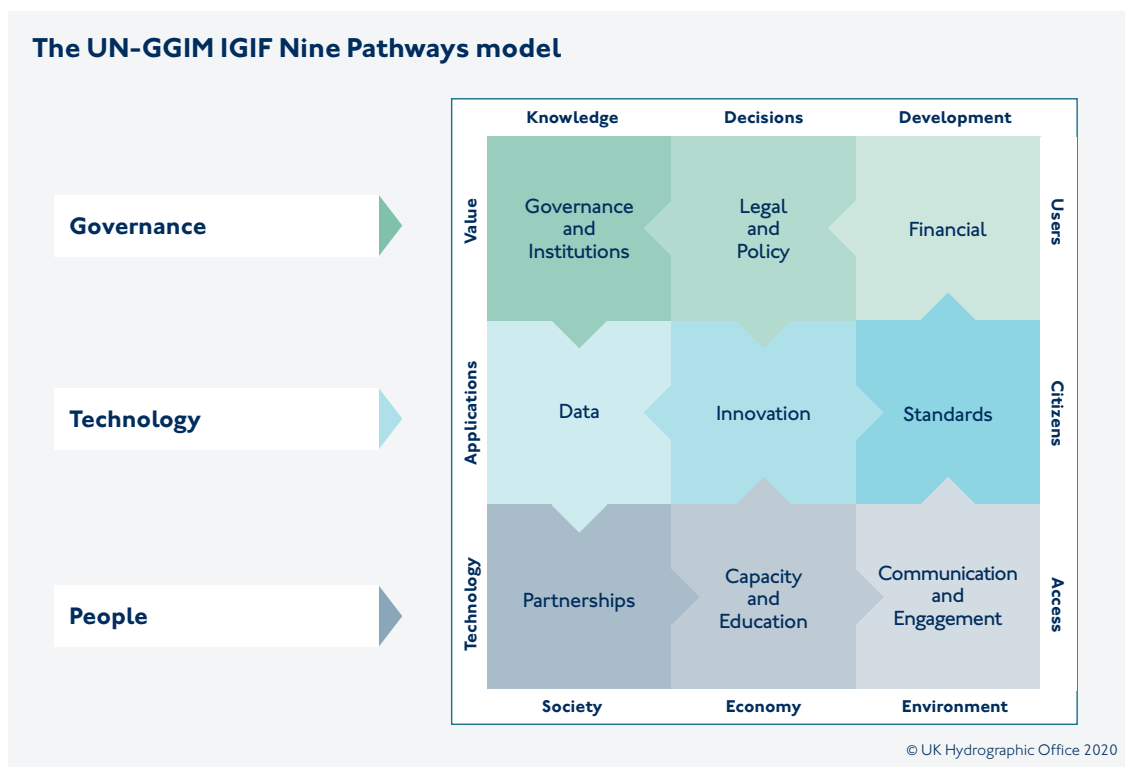 The UN-GGIM IGIF Nine Pathways model
Knowledge
Decisions
Development
Governance
Value
Governance
and
Institutions
Legal
and
Policy
Financial
Users
Technology
Applications
Data
Innovation
Standards
Citizens
People
Technology
Partnerships
Capacity
and
Education
Communication
and
Engagement
Access
Society
Economy
Environment
© UK Hydrographic Office 2020